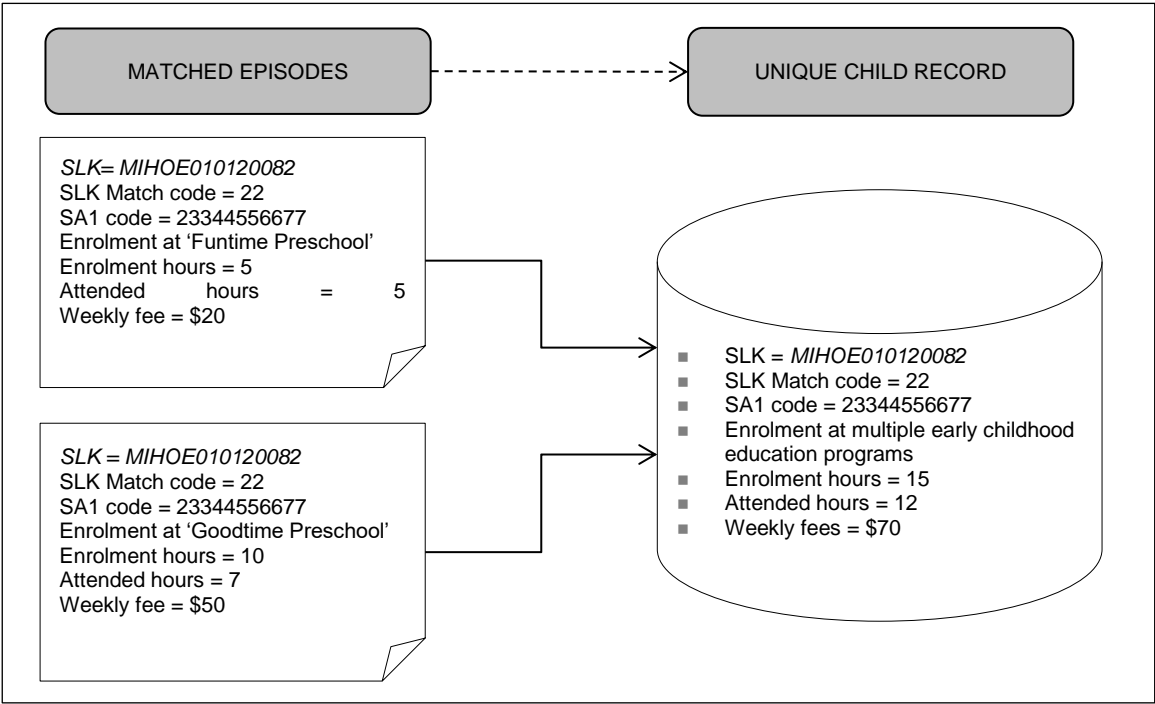 MATCHED EPISODES
UNIQUE CHILD RECORD
SLK= MIHOE010120082
SLK Match code = 22
SA1 code = 23344556677
Enrolment at ‘Funtime Preschool’
Enrolment hours = 5
Attended hours = 5
Weekly fee = $20
SLK = MIHOE010120082
SLK Match code = 22
SA1 code = 23344556677
Enrolment at ‘Goodtime Preschool’
Enrolment hours = 10
Attended hours = 7
Weekly fee = $50
■ SLK = MIHOE010120082
■ SLK Match code = 22
■ SA1 code = 23344556677
■ Enrolment at multiple early childhood
education programs
■ Enrolment hours = 15
■ Attended hours = 12
■ Weekly fees = $70